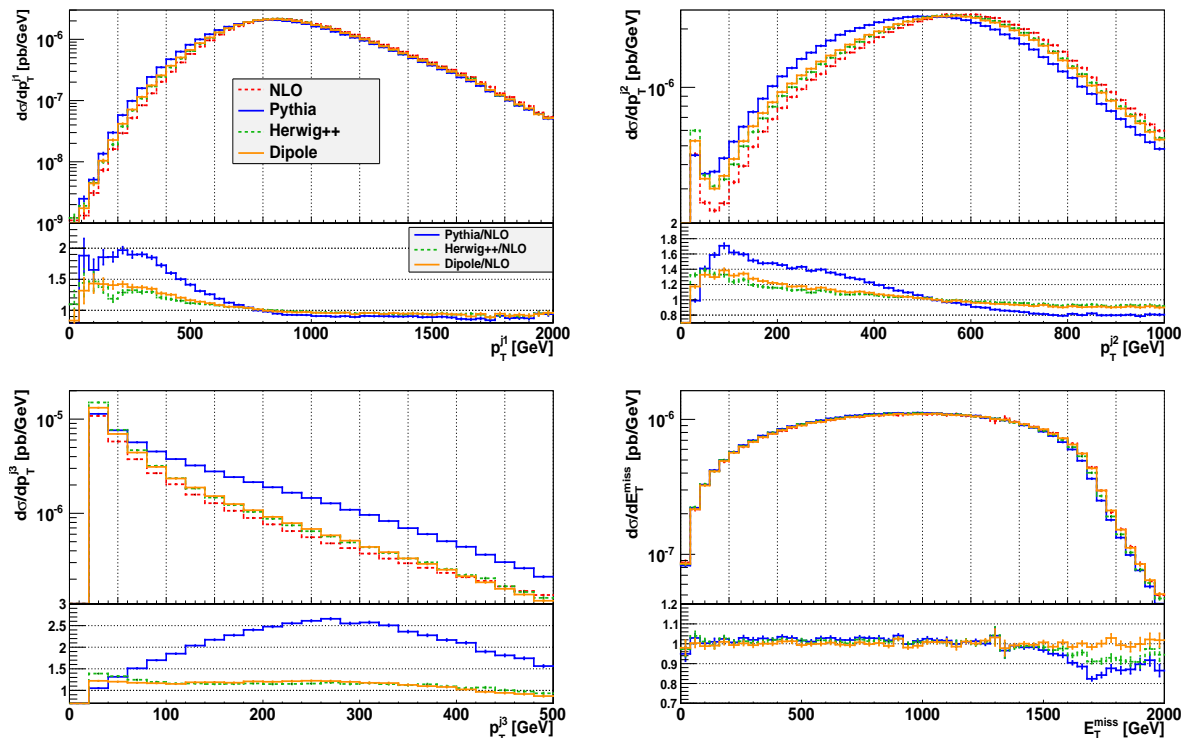 dσ/dp_T^j1 [pb/GeV]
10^-6
10^-7
10^-8
10^-9
NLO
Pythia
Herwig++
Dipole
10
2
1.5
1
Pythia/NLO
Herwig++/NLO
Dipole/NLO
0 500 1000 1500 2000
p_T^j1 [GeV]
dσ/dp_T^j2 [pb/GeV]
10^-6
2
1.8
1.6
1.4
1.2
1
0.8
0 200 400 600 800 1000
p_T^j2 [GeV]
dσ/dp_T^j3 [pb/GeV]
10^-5
10^-6
3
2.5
2
1.5
1
0 100 200 300 400 500
p_T^j3 [GeV]
dσ/dE_T^miss [pb/GeV]
10^-6
10^-7
1.2
1.1
1
0.9
0.8
0.7
0 500 1000 1500 2000
E_T^miss [GeV]